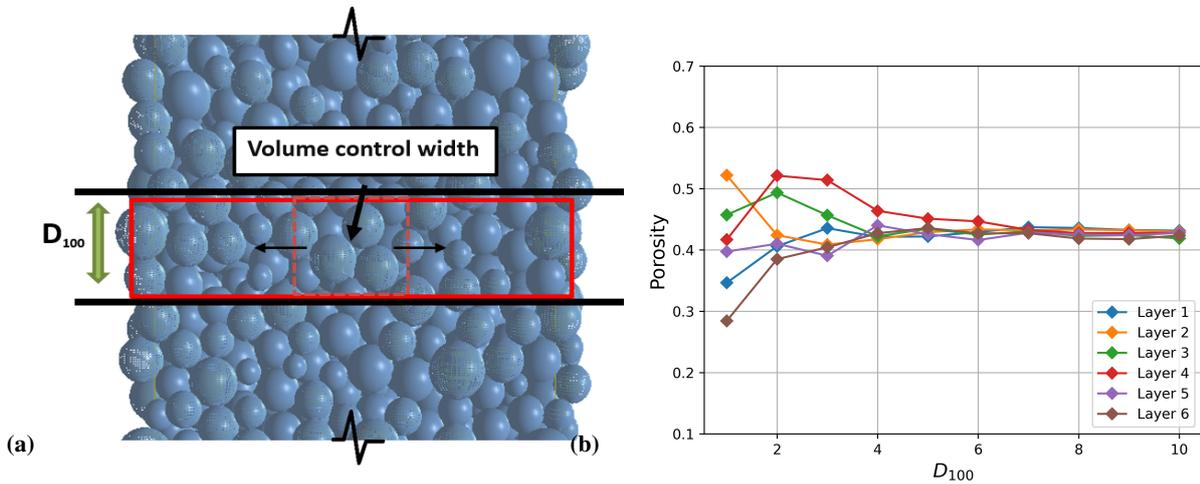 Volume control width
D₁₀₀
(a)
(b)
0.7
0.6
0.5
0.4
0.3
0.2
0.1
Porosity
2
4
6
8
10
D₁₀₀
Layer 1
Layer 2
Layer 3
Layer 4
Layer 5
Layer 6